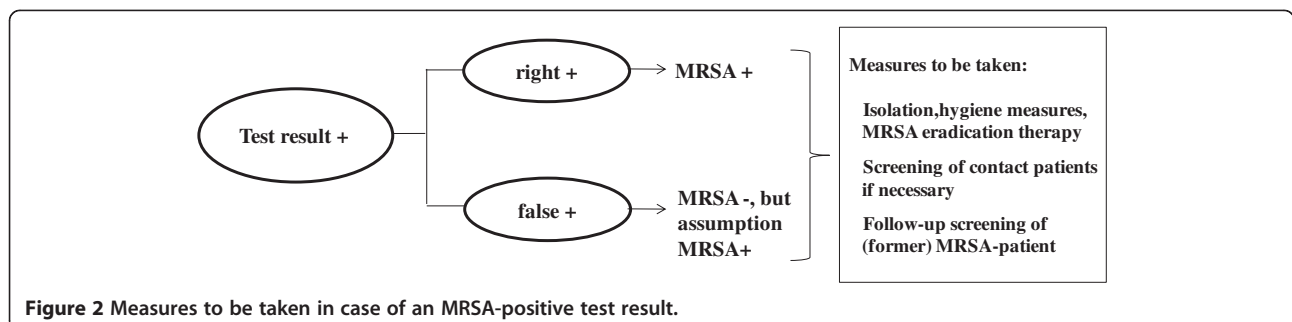 Test result +
right +
MRSA +
false +
MRSA -, but
assumption
MRSA+
Measures to be taken:
Isolation,hygiene measures,
MRSA eradication therapy
Screening of contact patients
if necessary
Follow-up screening of
(former) MRSA-patient
Figure 2 Measures to be taken in case of an MRSA-positive test result.